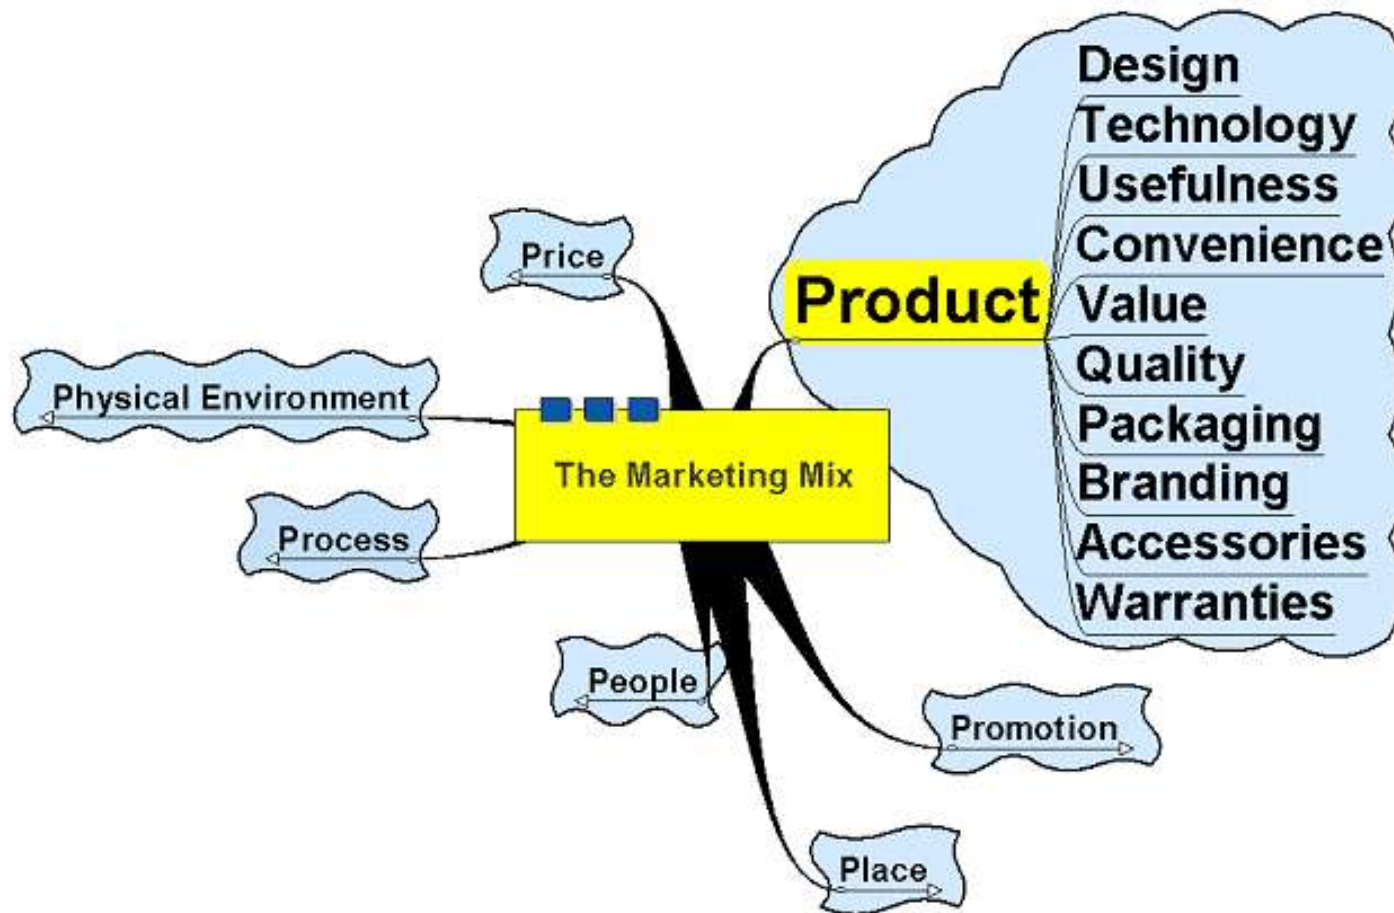 Design
Technology
Usefulness
Convenience
Value
Quality
Packaging
Branding
Accessories
Warranties
Product
Price
Physical Environment
The Marketing Mix
Process
People
Promotion
Place